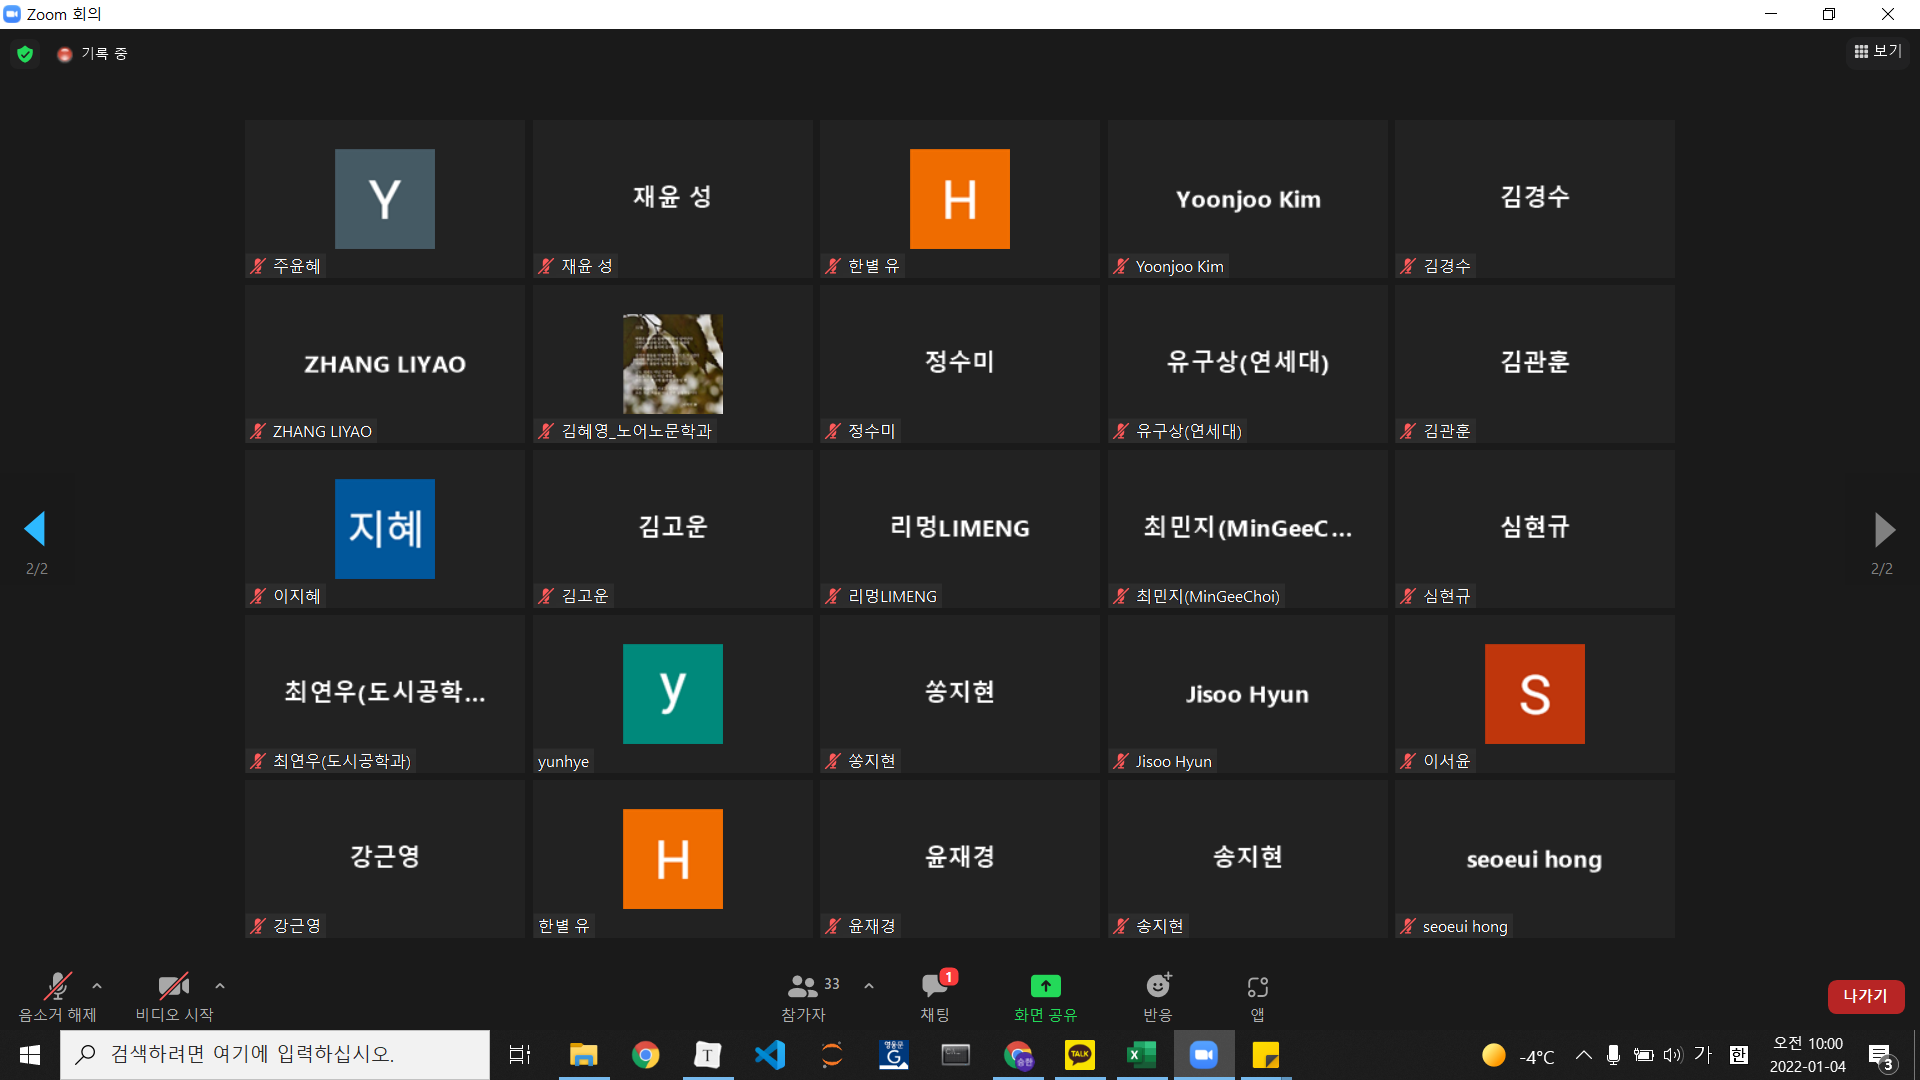 Zoom 회의
기록 중
보기
Y
주윤혜
재윤 성
재윤 성
H
한별 유
Yoonjoo Kim
Yoonjoo Kim
김경수
김경수
ZHANG LIYAO
ZHANG LIYAO
김혜영_노어노문학과
정수미
정수미
유구상(연세대)
유구상(연세대)
김관훈
김관훈
지혜
이지혜
김고운
김고운
리멍LIMENG
리멍LIMENG
최민지(MinGeeC...
최민지(MinGeeChoi)
심현규
심현규
2/2
2/2
최연우(도시공학...
최연우(도시공학과)
y
yunhye
쏭지현
쏭지현
Jisoo Hyun
Jisoo Hyun
S
이서윤
강근영
강근영
H
한별 유
윤재경
윤재경
송지현
송지현
seoeui hong
seoeui hong
음소거 해제
비디오 시작
33
참가자
1
채팅
화면 공유
반응
앱
나가기
검색하려면 여기에 입력하십시오.
T
영웅문
G
TALK
-4°C
가
한
오전 10:00
2022-01-04
3